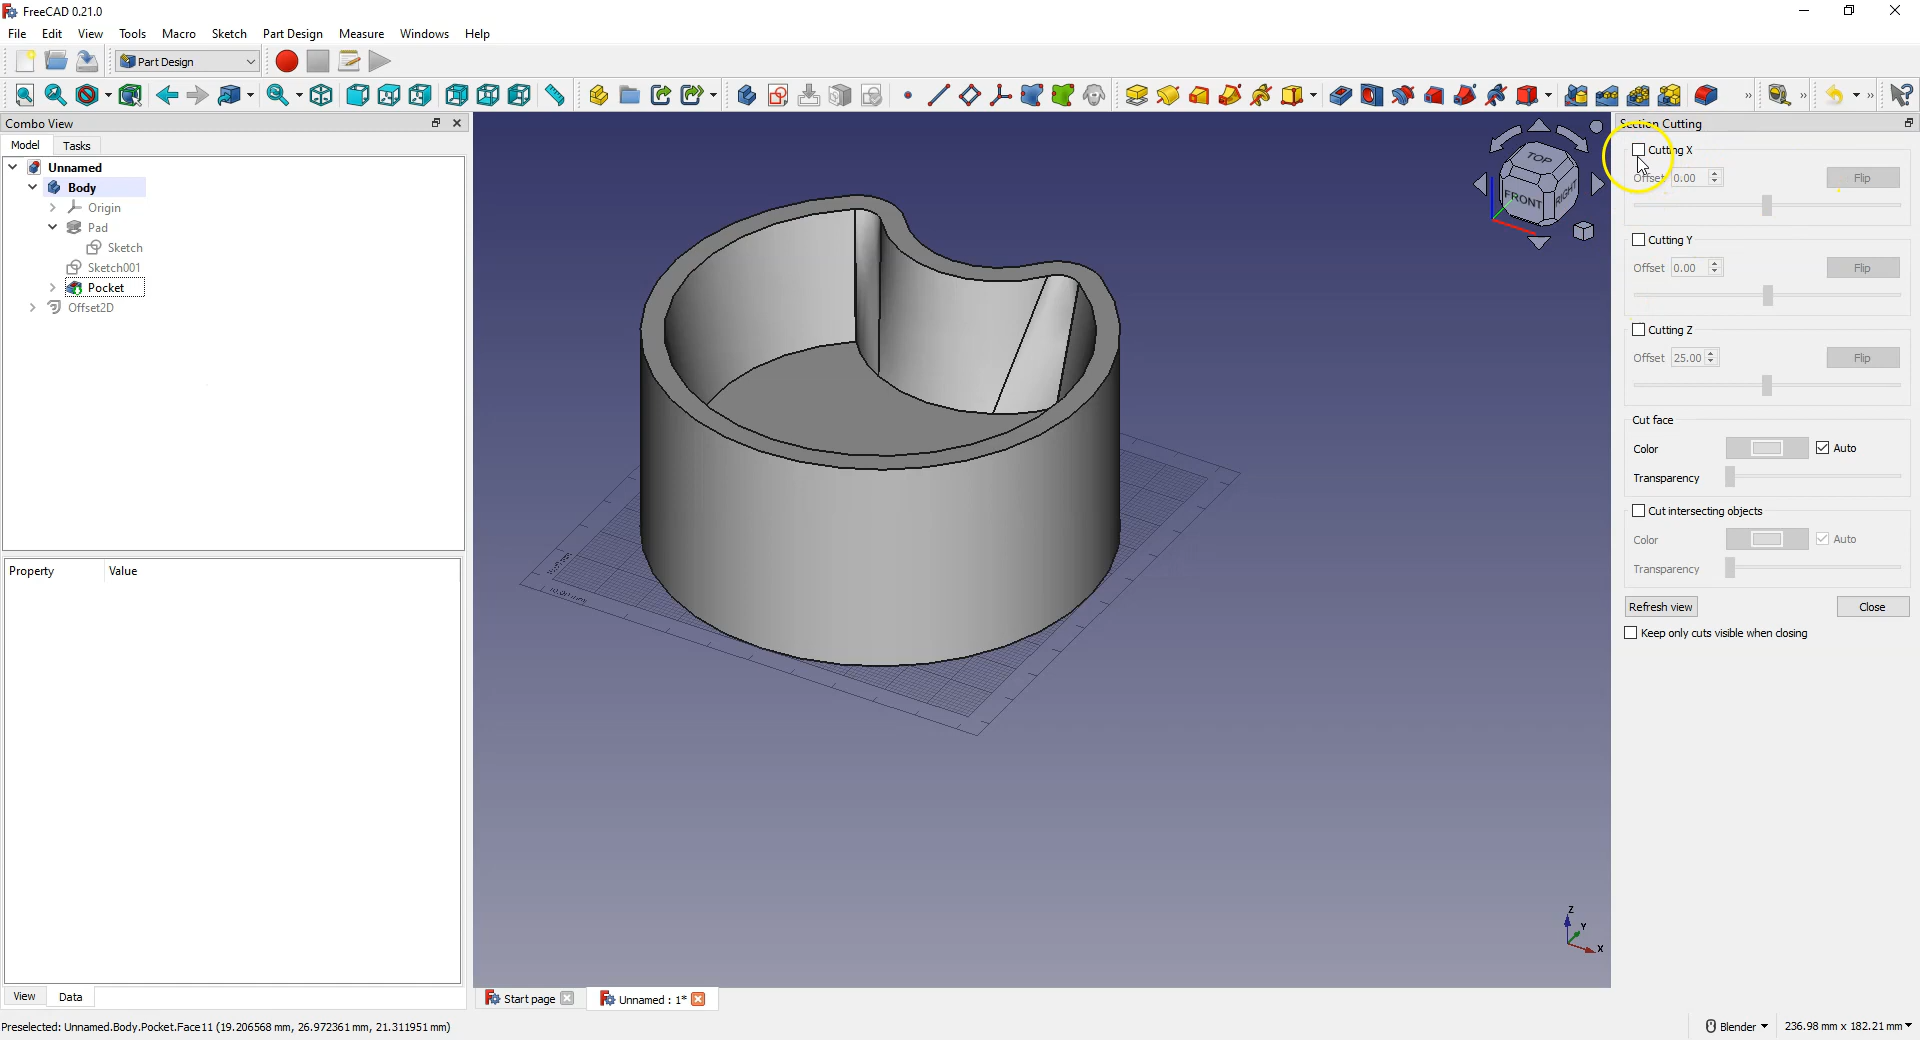 FreeCAD 0.21.0
File Edit View Tools Macro Sketch Part Design Measure Windows Help
Part Design
Combo View
Model Tasks
Unnamed
Body
Origin
Pad
Sketch
Sketch001
Pocket
Offset2D
Property Value
View Data
TOP
FRONT
RIGHT
Z
Y
X
Start page
Unnamed : 1*
Section Cutting
Cutting X
Offset 0.00 Flip
Cutting Y
Offset 0.00 Flip
Cutting Z
Offset 25.00 Flip
Cut face
Color Auto
Transparency
Cut intersecting objects
Color Auto
Transparency
Refresh view Close
Keep only cuts visible when closing
Preselected: Unnamed.Body.Pocket.Face11 (19.206568 mm, 26.972361 mm, 21.311951 mm)
Blender 236.98 mm x 182.21 mm